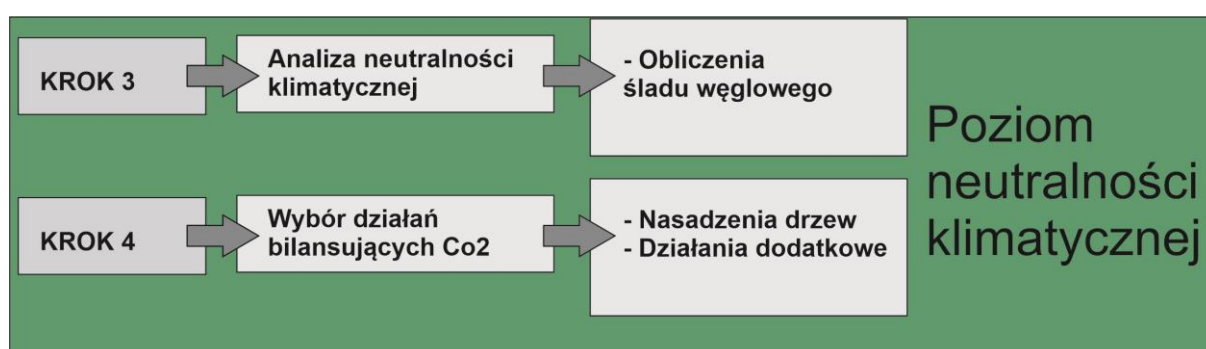 KROK 3
Analiza neutralności
klimatycznej
- Obliczenia
śladu węglowego
KROK 4
Wybór działań
bilansujących Co2
- Nasadzenia drzew
- Działania dodatkowe
Poziom
neutralności
klimatycznej